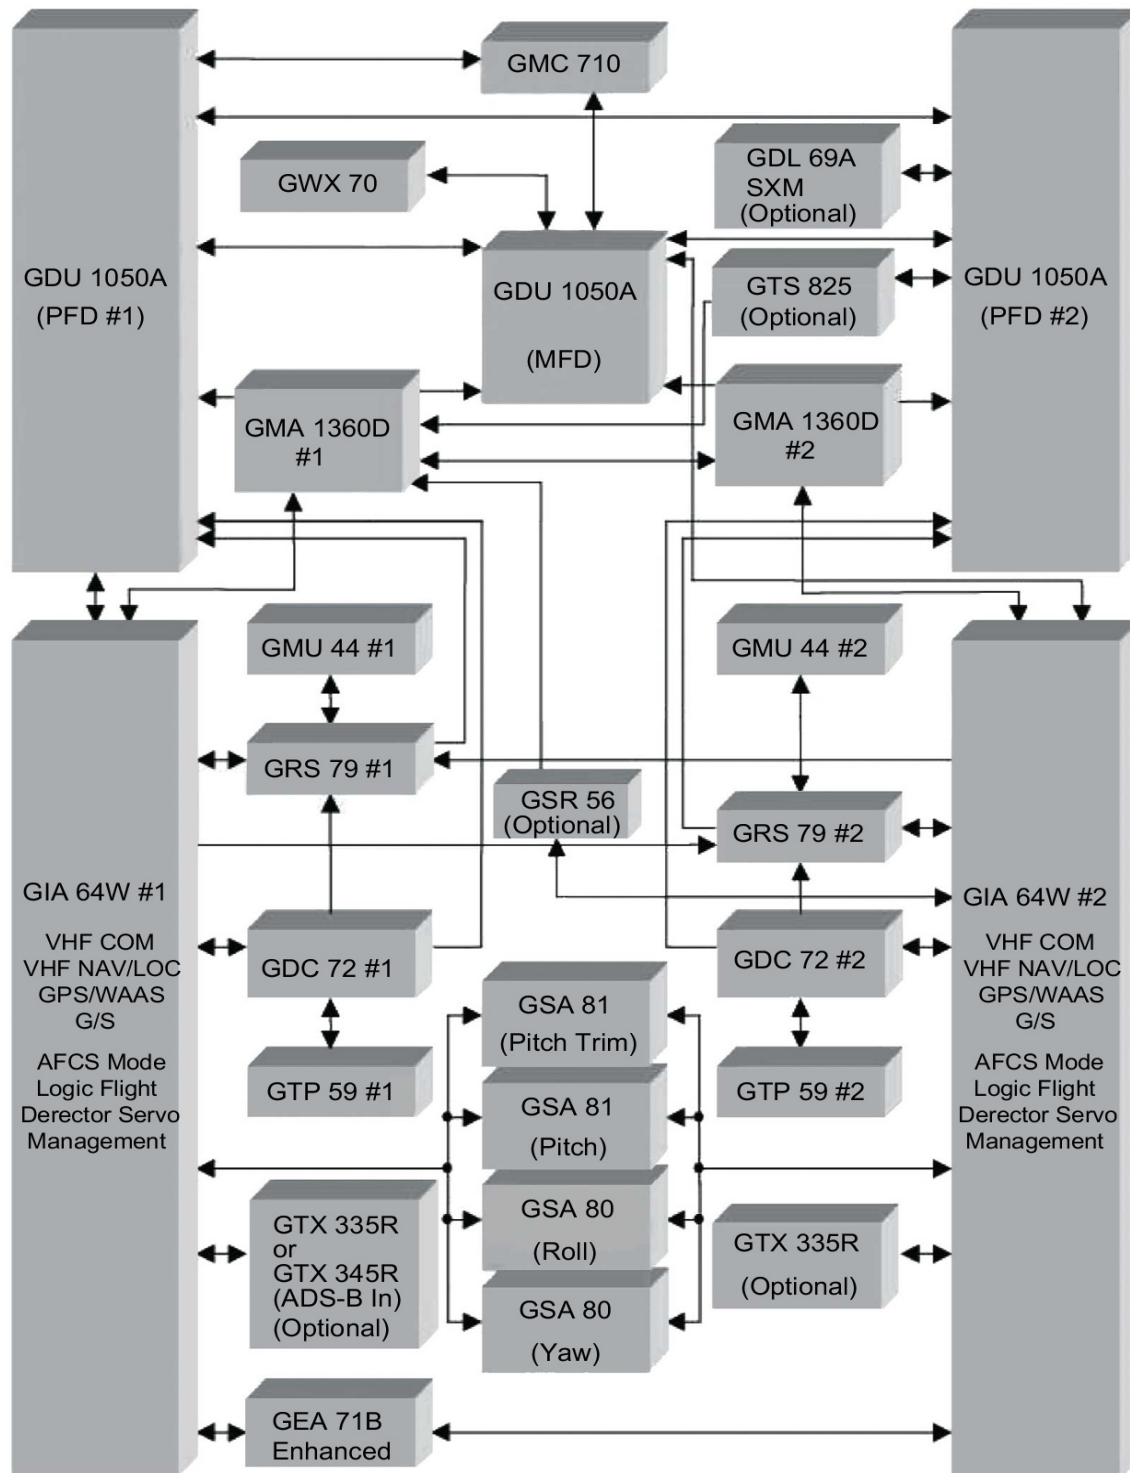 GMC 710
GWX 70
GDL 69A
SXM
(Optional)
GDU 1050A
(PFD #1)
GDU 1050A
(MFD)
GTS 825
(Optional)
GDU 1050A
(PFD #2)
GMA 1360D
#1
GMA 1360D
#2
GMU 44 #1
GMU 44 #2
GRS 79 #1
GSR 56
(Optional)
GRS 79 #2
GIA 64W #1
VHF COM
VHF NAV/LOC
GPS/WAAS
G/S
AFCS Mode
Logic Flight
Derector Servo
Management
GDC 72 #1
GTP 59 #1
GSA 81
(Pitch Trim)
GSA 81
(Pitch)
GSA 80
(Roll)
GSA 80
(Yaw)
GDC 72 #2
GTP 59 #2
GIA 64W #2
VHF COM
VHF NAV/LOC
GPS/WAAS
G/S
AFCS Mode
Logic Flight
Derector Servo
Management
GTX 335R
or
GTX 345R
(ADS-B In)
(Optional)
GTX 335R
(Optional)
GEA 71B
Enhanced